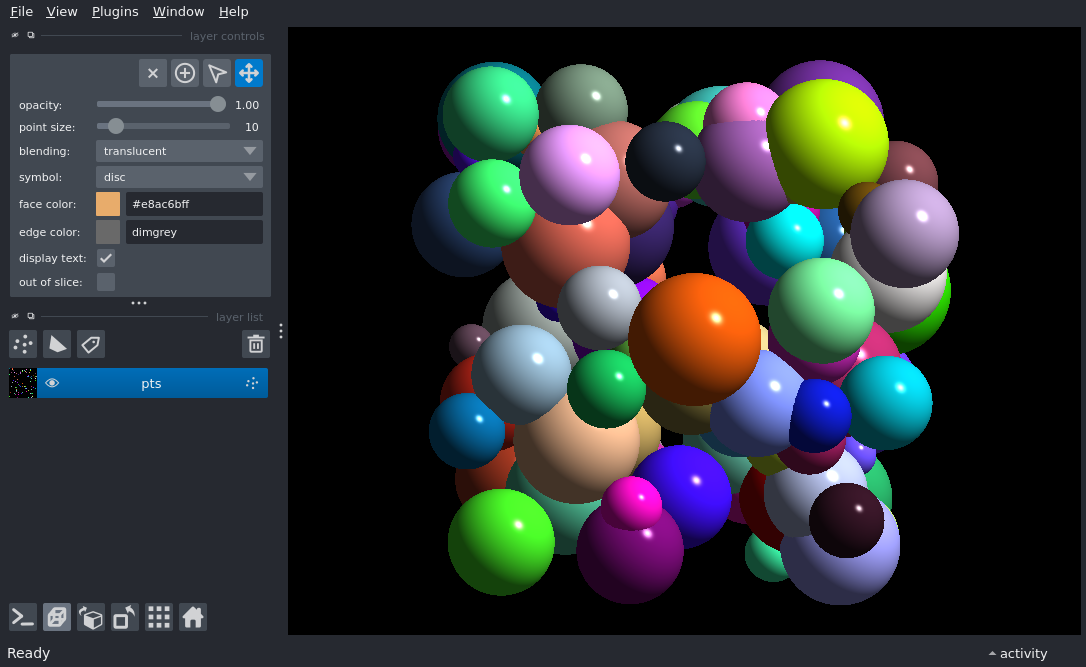 File View Plugins Window Help
layer controls
opacity: 1.00
point size: 10
blending: translucent
symbol: disc
face color: #e8ac6bff
edge color: dimgrey
display text:
out of slice:
layer list
pts
Ready
activity